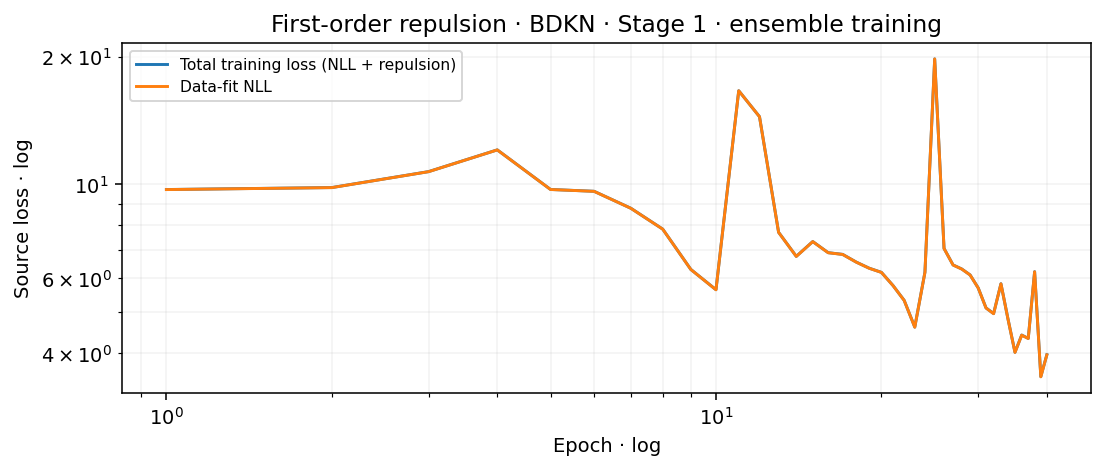 First-order repulsion · BDKN · Stage 1 · ensemble training
Total training loss (NLL + repulsion)
Data-fit NLL
Source loss · log
2 × 10¹
10¹
6 × 10⁰
4 × 10⁰
10⁰
10¹
Epoch · log